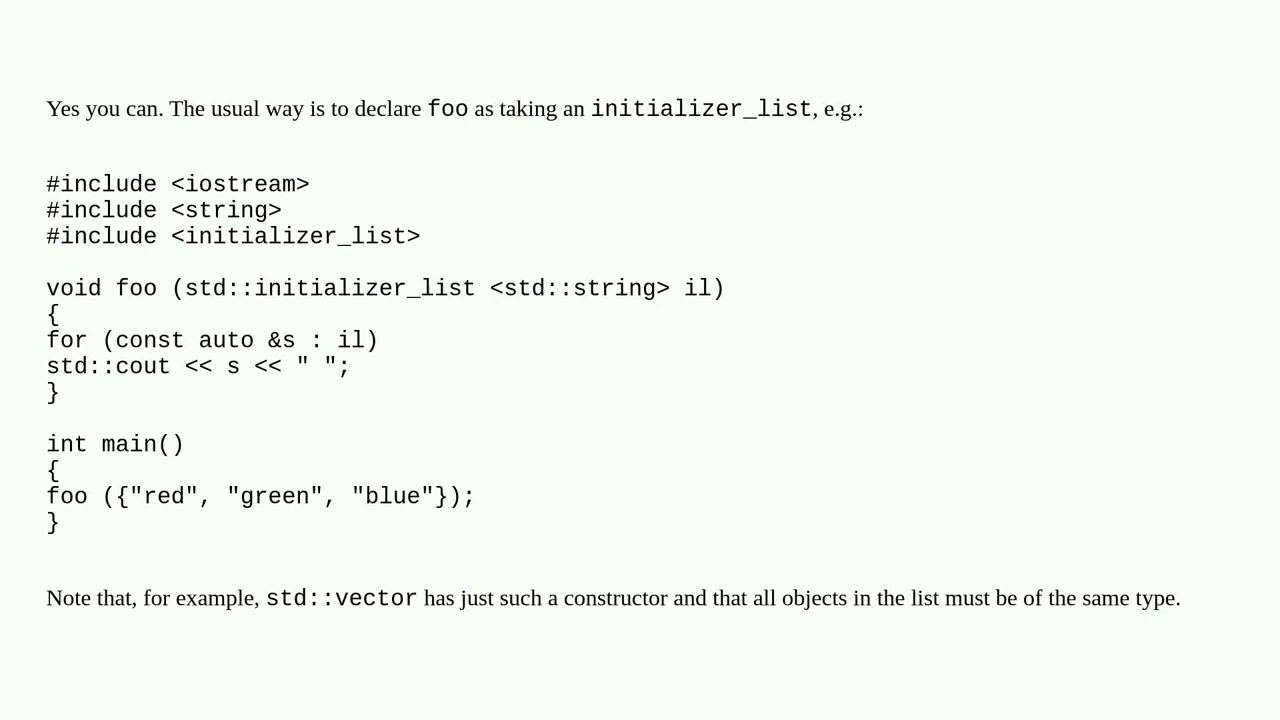 Yes you can. The usual way is to declare foo as taking an initializer_list, e.g.:
#include <iostream>
#include <string>
#include <initializer_list>
void foo (std::initializer_list <std::string> il)
{
for (const auto &s : il)
std::cout << s << " ";
}
int main()
{
foo ({"red", "green", "blue"});
}
Note that, for example, std::vector has just such a constructor and that all objects in the list must be of the same type.